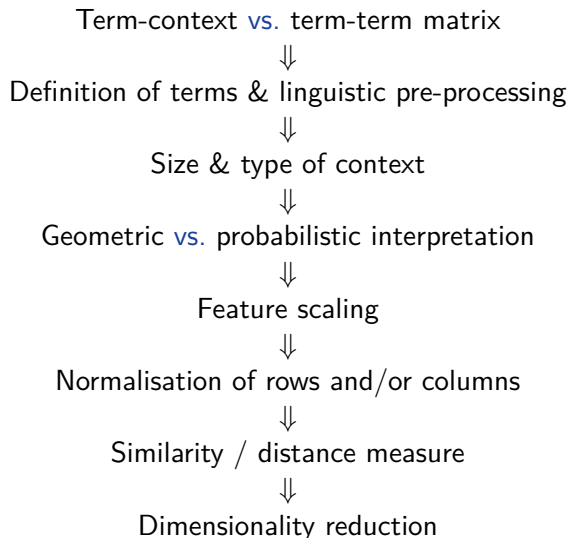 Term-context vs. term-term matrix
⇓
Definition of terms & linguistic pre-processing
⇓
Size & type of context
⇓
Geometric vs. probabilistic interpretation
⇓
Feature scaling
⇓
Normalisation of rows and/or columns
⇓
Similarity / distance measure
⇓
Dimensionality reduction